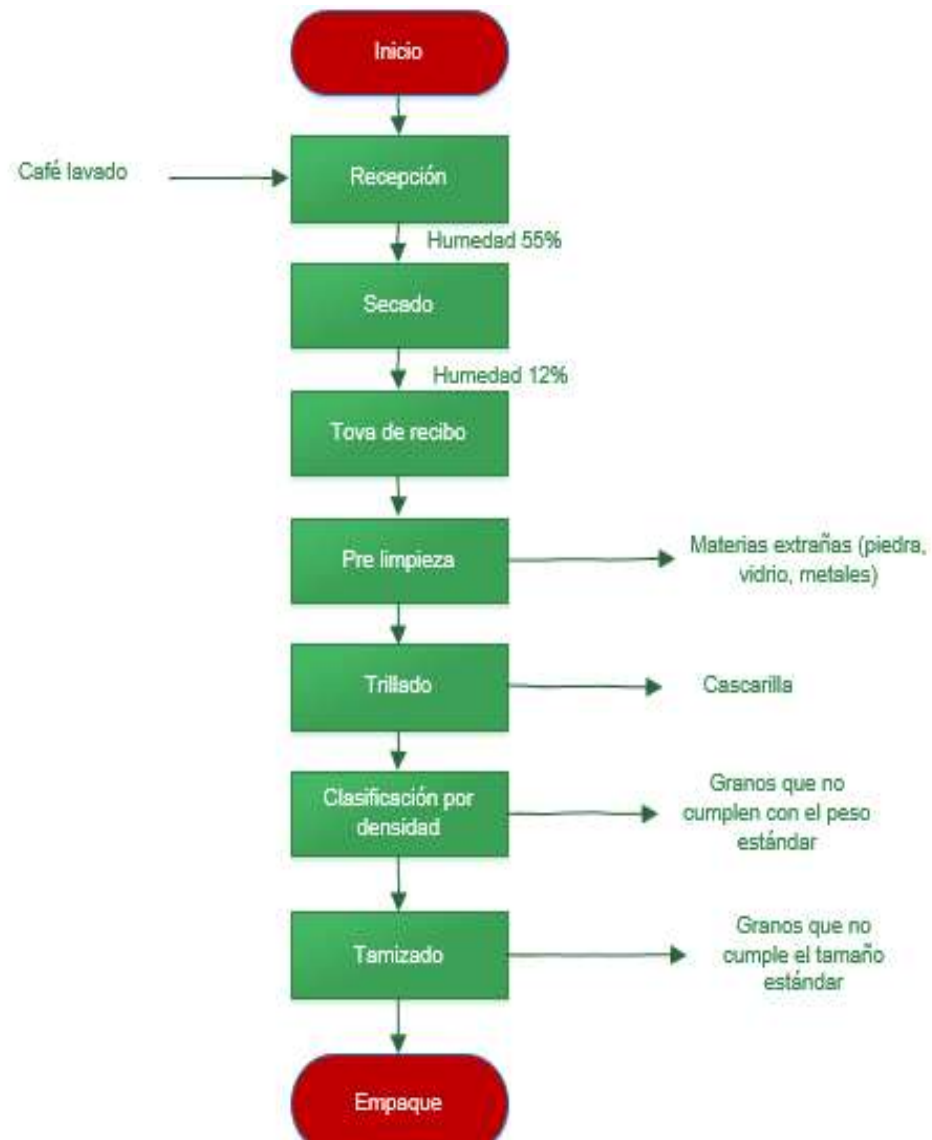 Inicio
Café lavado
Recepción
Humedad 55%
Secado
Humedad 12%
Tova de recibo
Pre limpieza
Materias extrañas (piedra,
vidrio, metales)
Trillado
Cascarilla
Clasificación por
densidad
Granos que no
cumplen con el peso
estándar
Tamizado
Granos que no
cumple el tamaño
estándar
Empaque